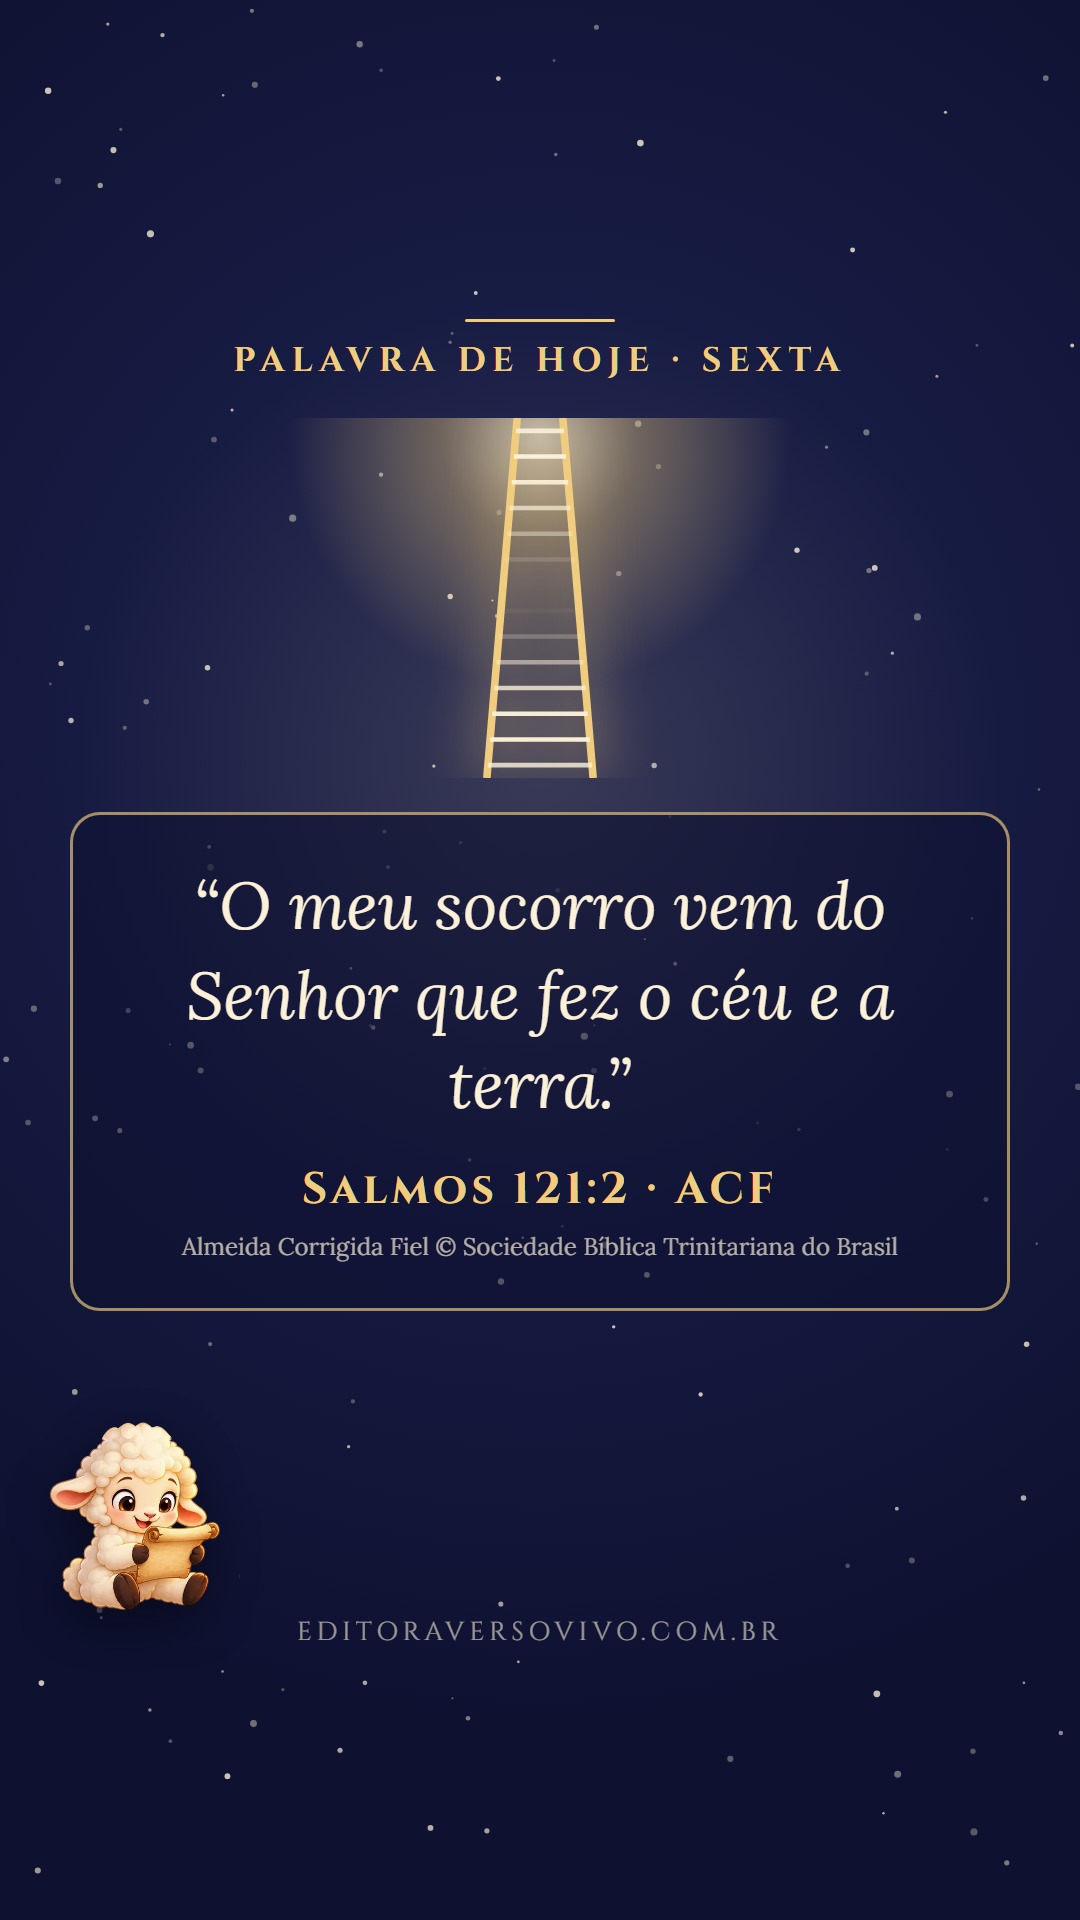 PALAVRA DE HOJE · SEXTA
“O meu socorro vem do
Senhor que fez o céu e a
terra.”
Salmos 121:2 · ACF
Almeida Corrigida Fiel © Sociedade Bíblica Trinitariana do Brasil
EDITORAVERSOVIVO.COM.BR